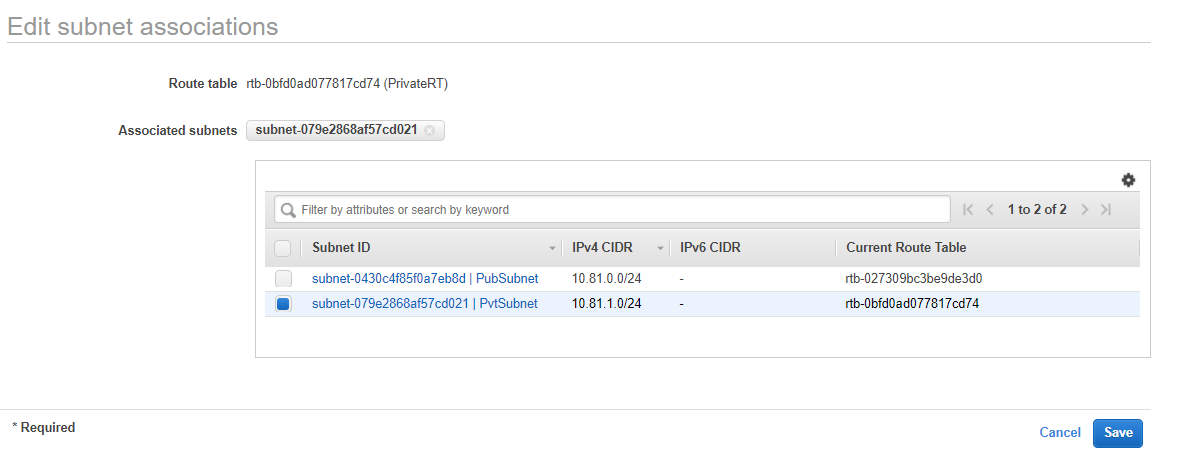 Edit subnet associations
Route table rtb-0bfd0ad077817cd74 (PrivateRT)
Associated subnets subnet-079e2868af57cd021
Filter by attributes or search by keyword 1 to 2 of 2
Subnet ID IPv4 CIDR IPv6 CIDR Current Route Table
subnet-0430c4f85f0a7eb8d | PubSubnet 10.81.0.0/24 - rtb-027309bc3be9de3d0
subnet-079e2868af57cd021 | PvtSubnet 10.81.1.0/24 - rtb-0bfd0ad077817cd74
* Required Cancel Save